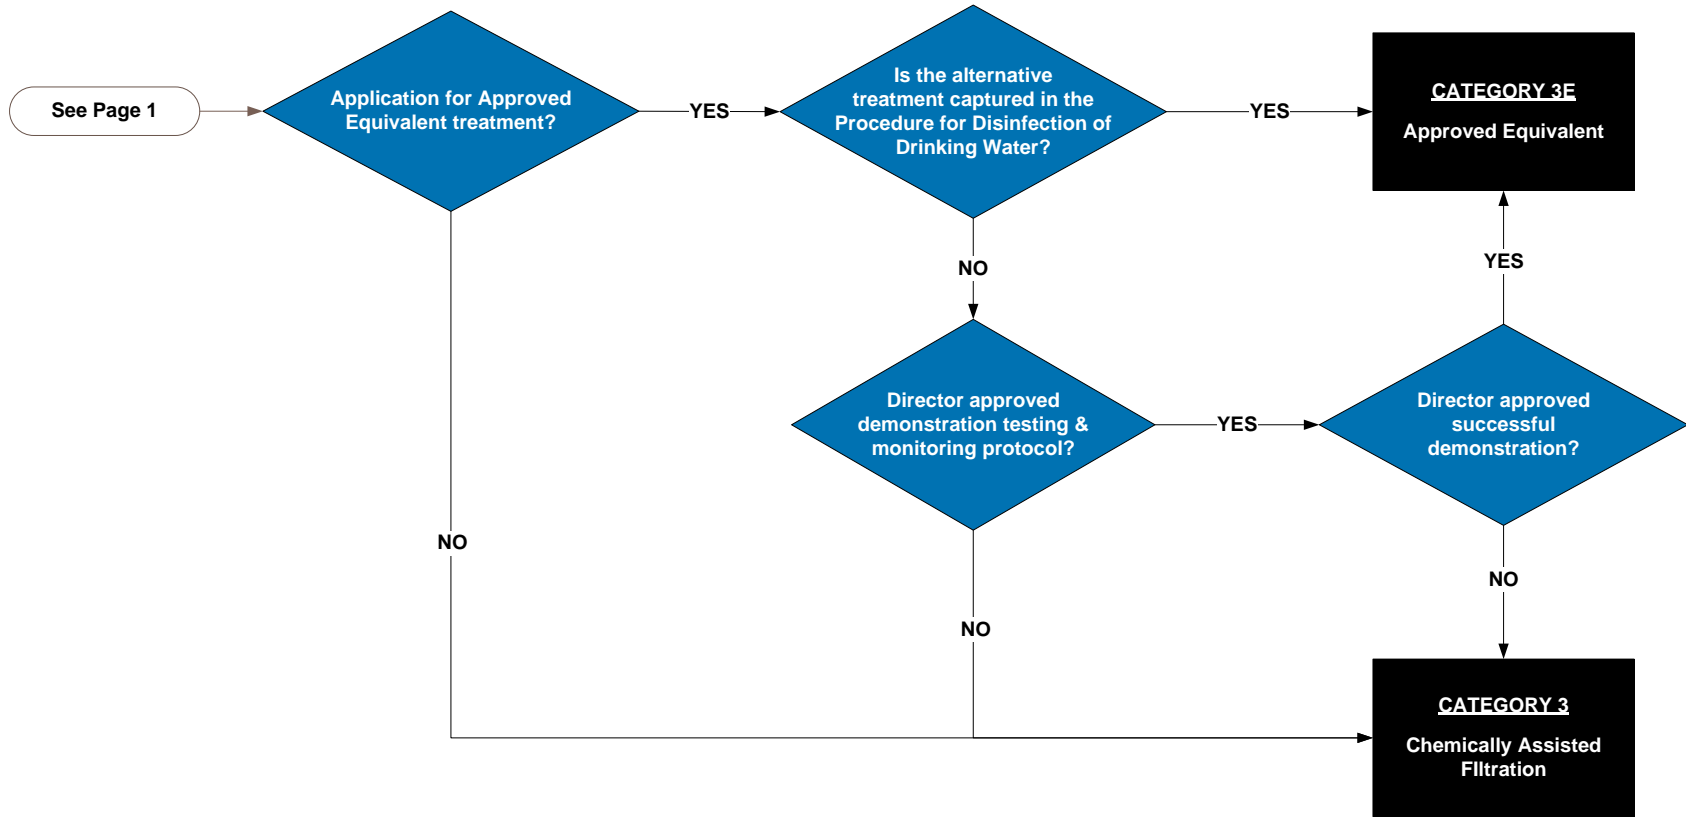 See Page 1
Application for Approved
Equivalent treatment?
YES
Is the alternative
treatment captured in the
Procedure for Disinfection of
Drinking Water?
YES
CATEGORY 3E
Approved Equivalent
NO
YES
Director approved
demonstration testing &
monitoring protocol?
YES
Director approved
successful
demonstration?
NO
NO
NO
CATEGORY 3
Chemically Assisted
FIltration